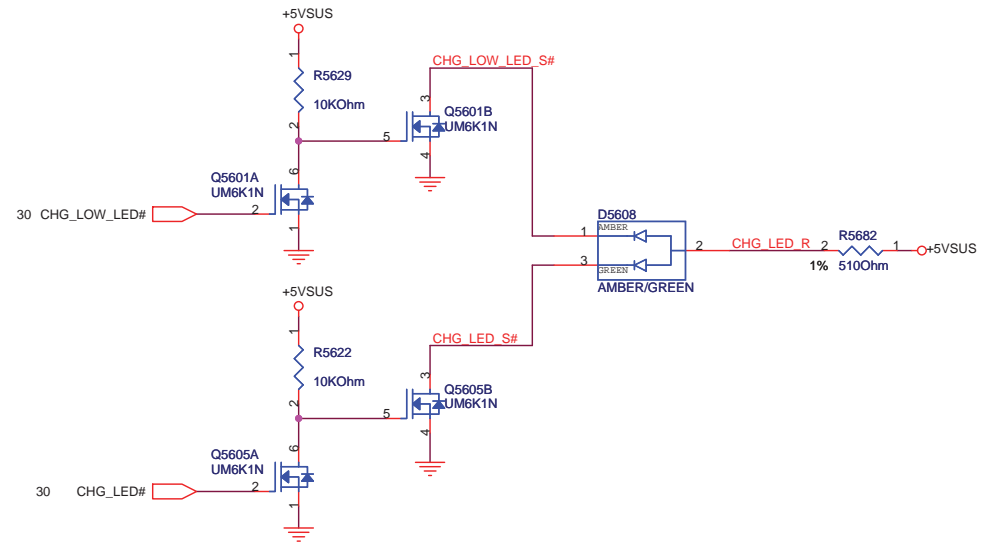 +5VSUS
1
R5629
10KOhm
2
CHG_LOW_LED_S#
3
Q5601B
UM6K1N
5
4
6
Q5601A
UM6K1N
2
30 CHG_LOW_LED#
1
D5608
AMBER
1
GREEN
3
AMBER/GREEN
2
CHG_LED_R
2
R5682
1
1% 510Ohm
+5VSUS
+5VSUS
1
R5622
10KOhm
2
CHG_LED_S#
3
Q5605B
UM6K1N
5
4
6
Q5605A
UM6K1N
2
30 CHG_LED#
1